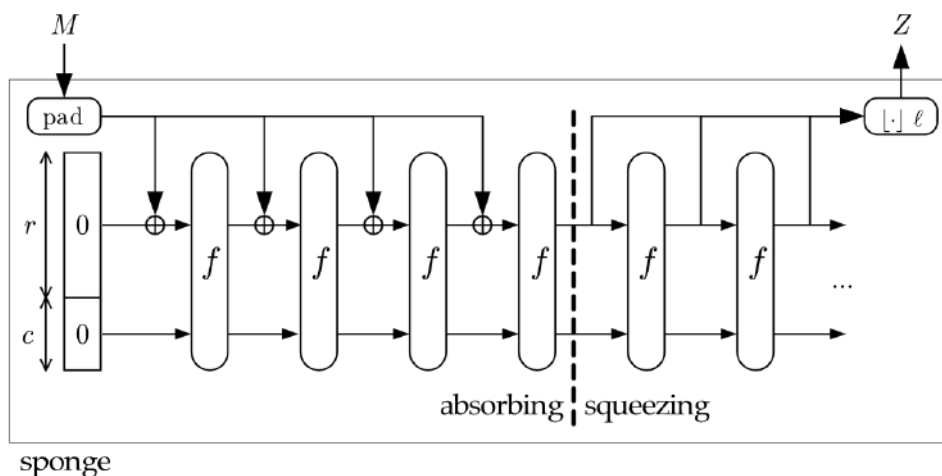 M Z
pad ⌊·⌋ ℓ
r 0 f f f f f f
c 0 ...
absorbing squeezing
sponge